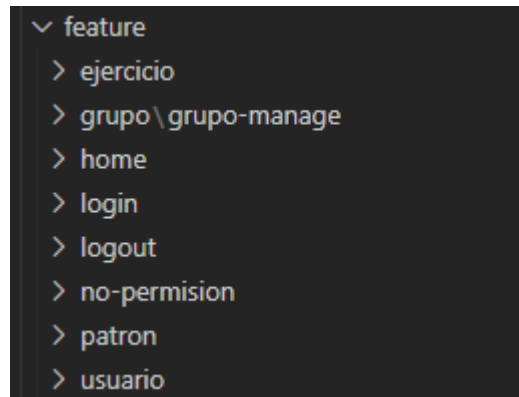 feature
ejercicio
grupo\grupo-manage
home
login
logout
no-permision
patron
usuario